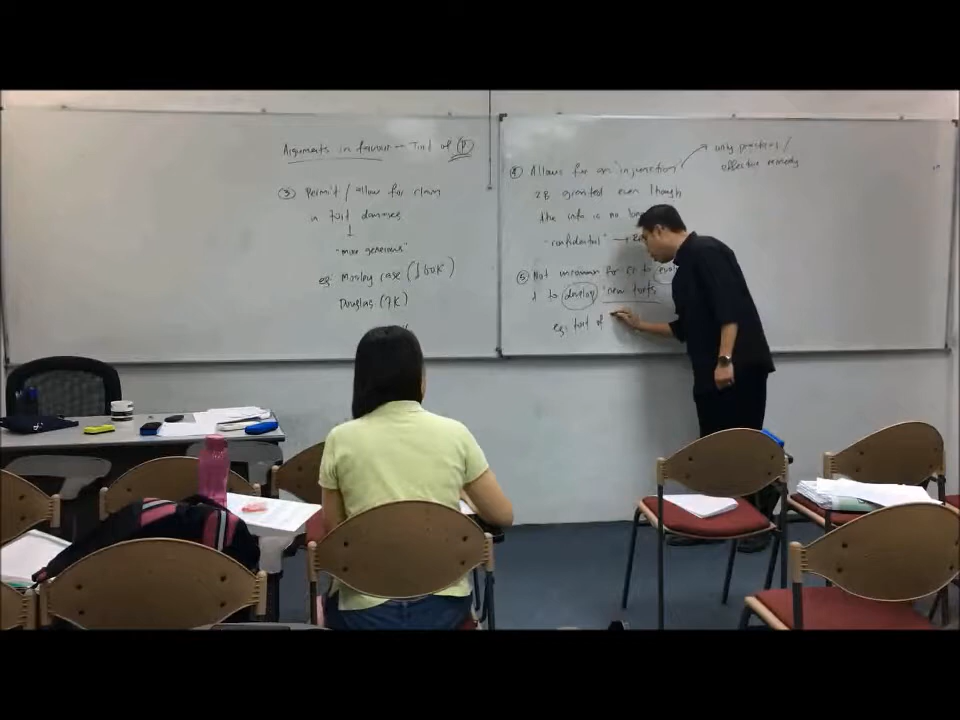 Arguments in favour — Tort of (P)
③ Permit / allow for claim
in tort damages
↓
"more generous"
eg: Mosley case (£60K)
Douglas (?K)
④ Allows for an injunction → only practical /
effective remedy
2B granted even though
the info is no
"confidential" →
⑤ Not uncommon for to
& to develop 'new torts'
eg: tort of